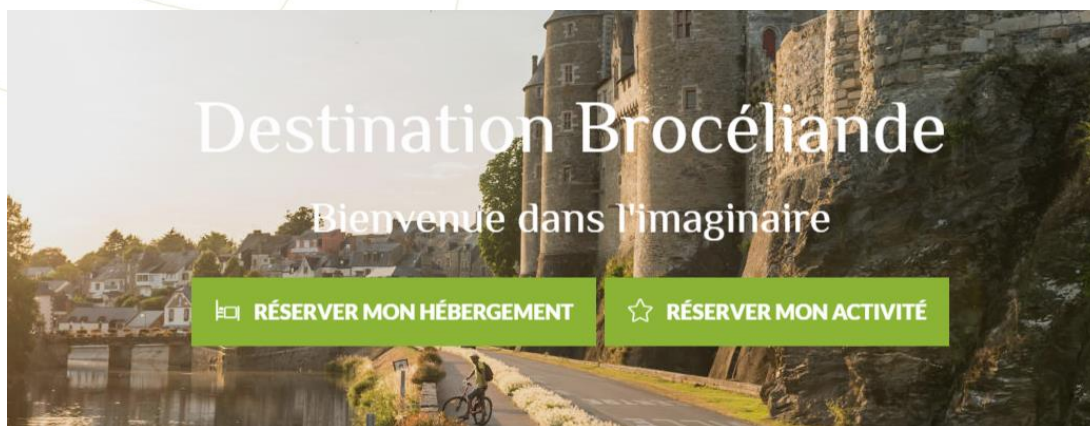 Destination Brocéliande
Bienvenue dans l'imaginaire
RÉSERVER MON HÉBERGEMENT
RÉSERVER MON ACTIVITÉ